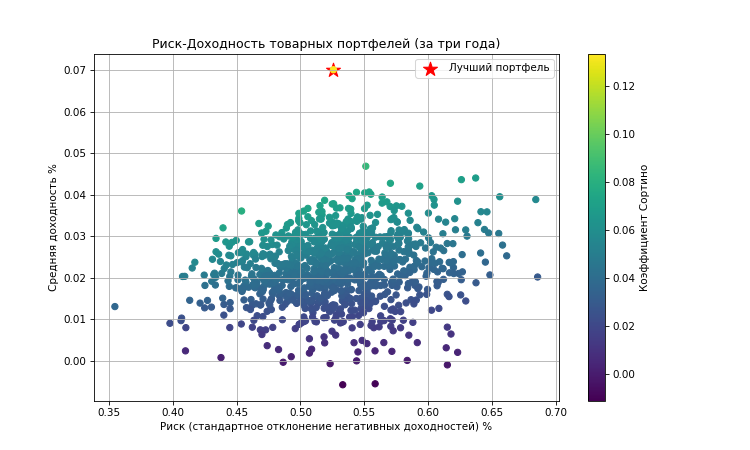 Риск-Доходность товарных портфелей (за три года)
Лучший портфель
Средняя доходность %
0.07
0.06
0.05
0.04
0.03
0.02
0.01
0.00
0.35 0.40 0.45 0.50 0.55 0.60 0.65 0.70
Риск (стандартное отклонение негативных доходностей) %
0.12
0.10
0.08
0.06
0.04
0.02
0.00
Коэффициент Сортино